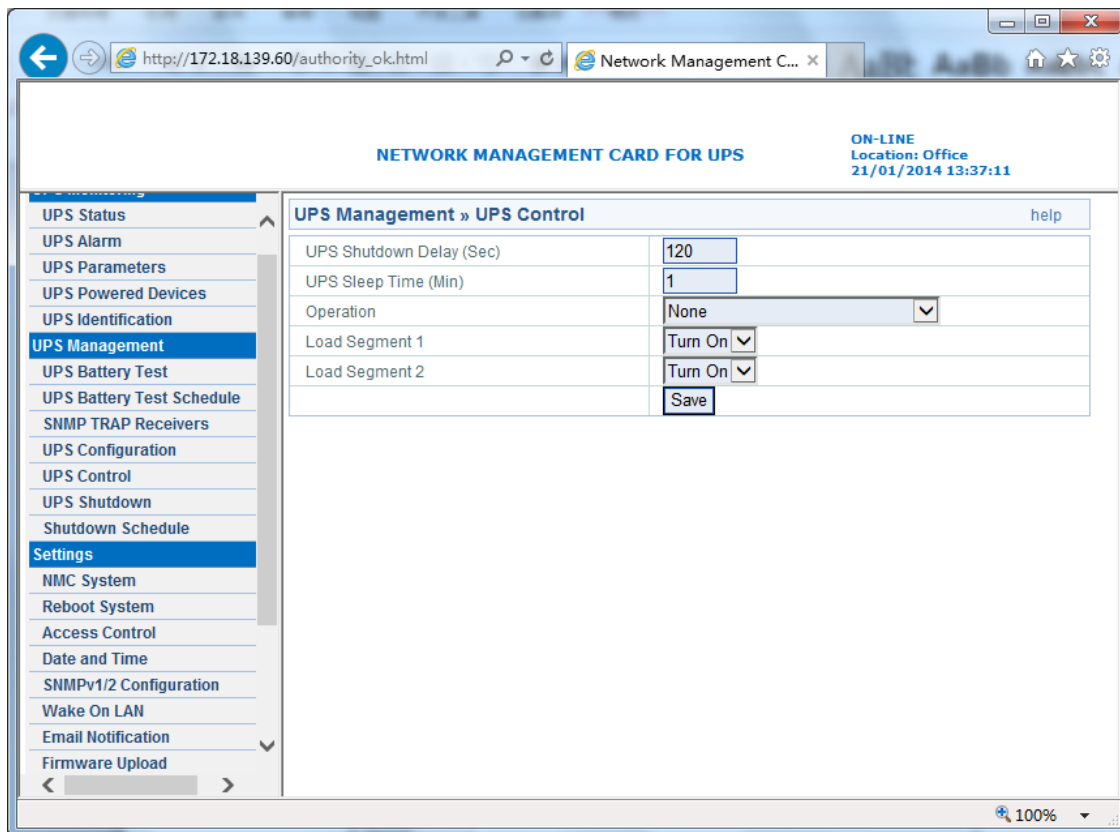 http://172.18.139.60/authority_ok.html
Network Management C...
NETWORK MANAGEMENT CARD FOR UPS
ON-LINE
Location: Office
21/01/2014 13:37:11
UPS Status
UPS Alarm
UPS Parameters
UPS Powered Devices
UPS Identification
UPS Management
UPS Battery Test
UPS Battery Test Schedule
SNMP TRAP Receivers
UPS Configuration
UPS Control
UPS Shutdown
Shutdown Schedule
Settings
NMC System
Reboot System
Access Control
Date and Time
SNMPv1/2 Configuration
Wake On LAN
Email Notification
Firmware Upload
UPS Management » UPS Control help
UPS Shutdown Delay (Sec) 120
UPS Sleep Time (Min) 1
Operation None
Load Segment 1 Turn On
Load Segment 2 Turn On
Save
100%